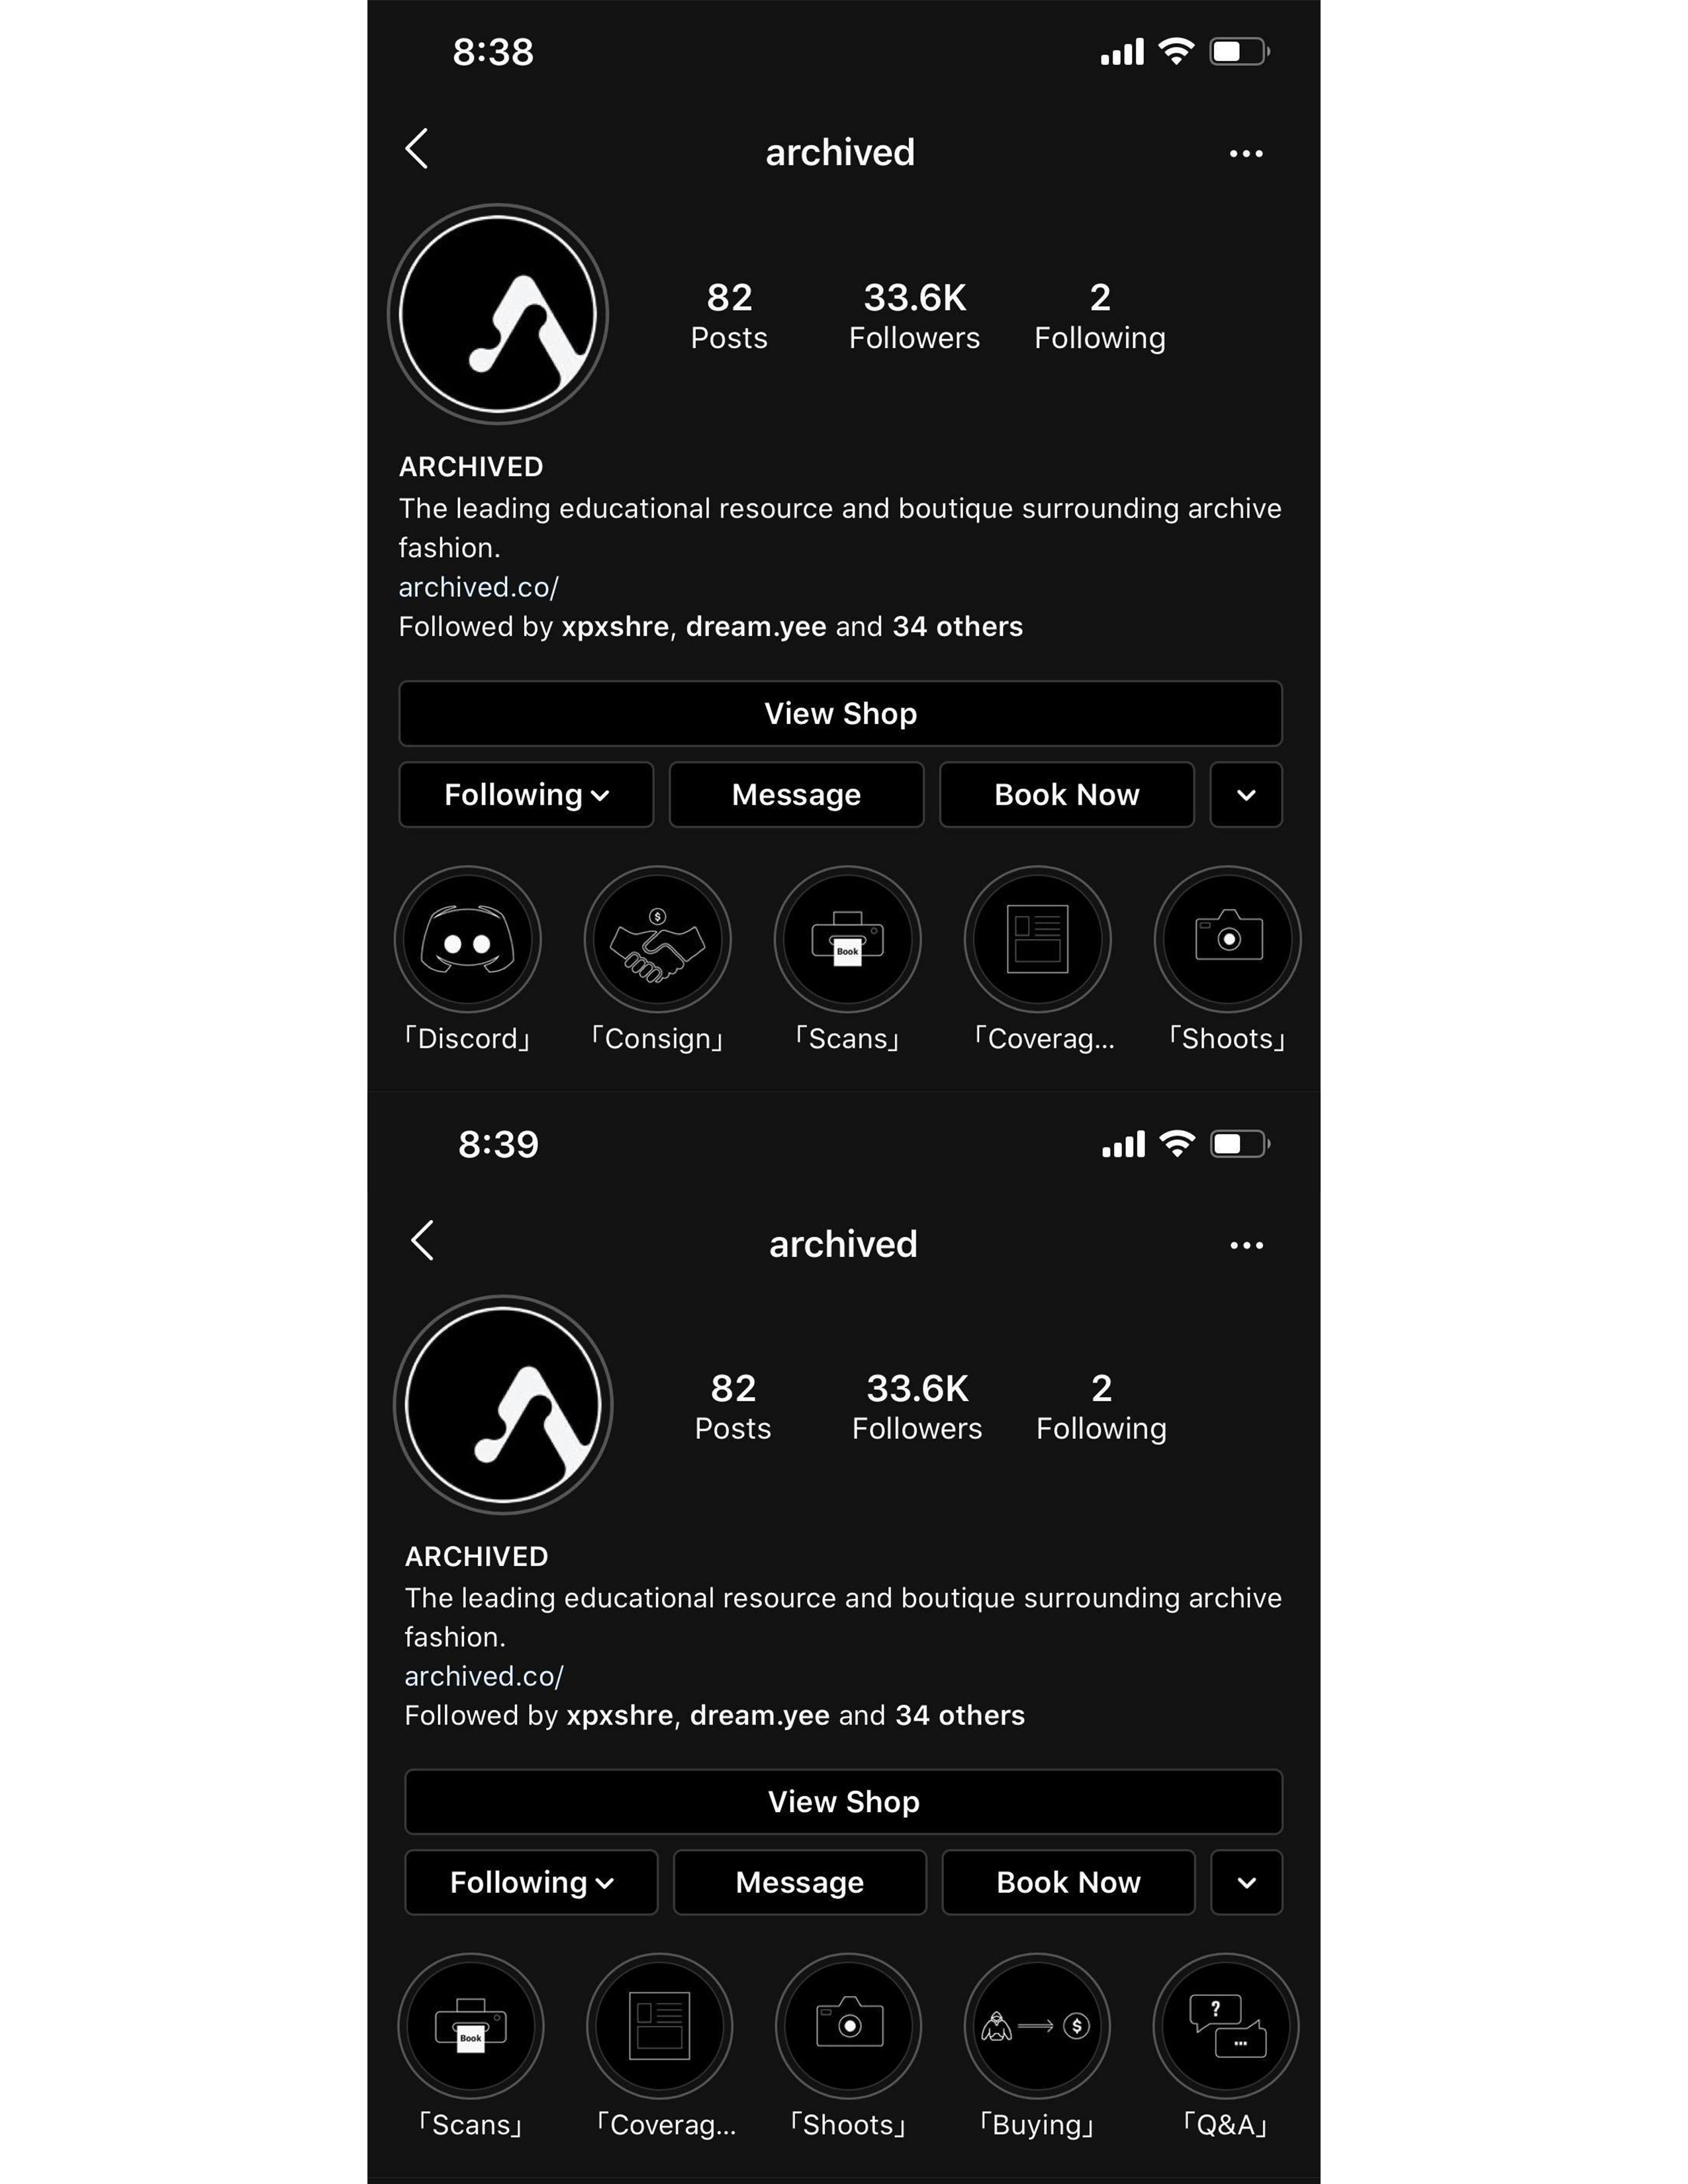 8:38
archived
82 33.6K 2
Posts Followers Following
ARCHIVED
The leading educational resource and boutique surrounding archive
fashion.
archived.co/
Followed by xpxshre, dream.yee and 34 others
View Shop
Following Message Book Now
$
Book
「Discord」 「Consign」 「Scans」 「Coverag... 「Shoots」
8:39
archived
82 33.6K 2
Posts Followers Following
ARCHIVED
The leading educational resource and boutique surrounding archive
fashion.
archived.co/
Followed by xpxshre, dream.yee and 34 others
View Shop
Following Message Book Now
Book $ ? ...
「Scans」 「Coverag... 「Shoots」 「Buying」 「Q&A」